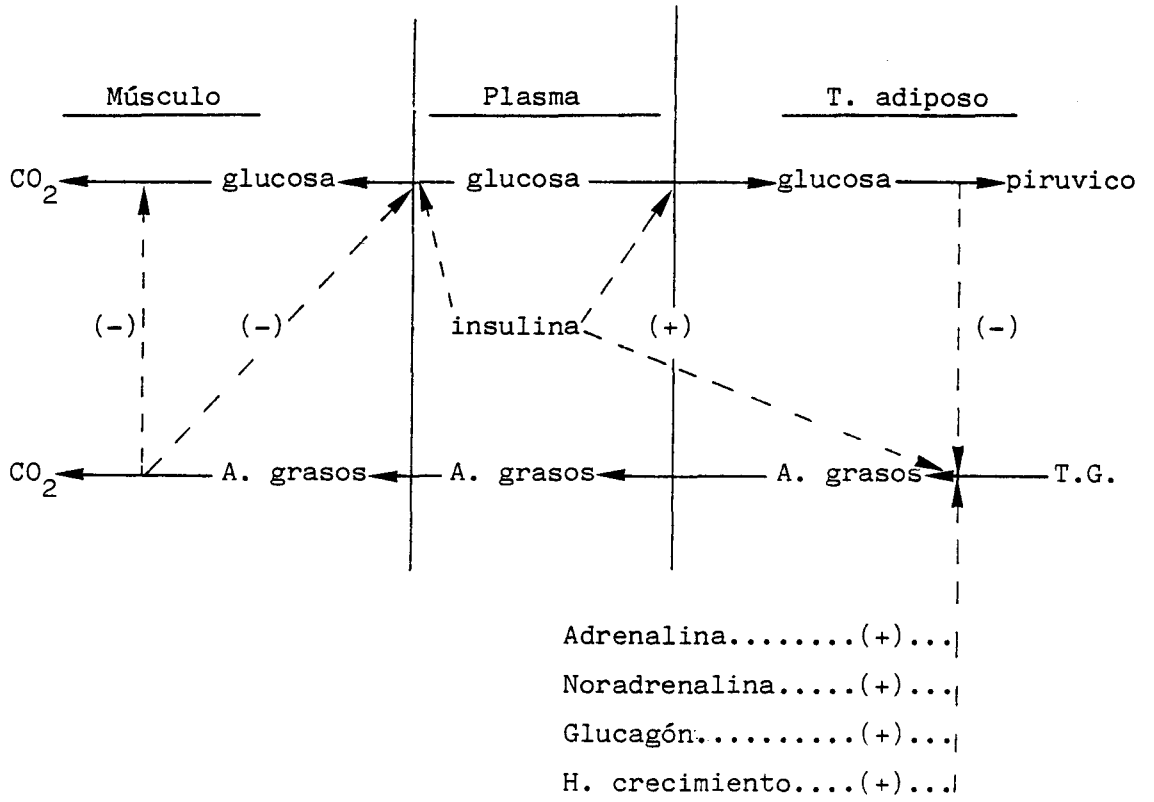 Músculo Plasma T. adiposo
CO2 glucosa glucosa glucosa piruvico
(-) (-) insulina (+) (-)
CO2 A. grasos A. grasos A. grasos T.G.
Adrenalina........(+)...
Noradrenalina.....(+)...
Glucagón..........(+)...
H. crecimiento....(+)...